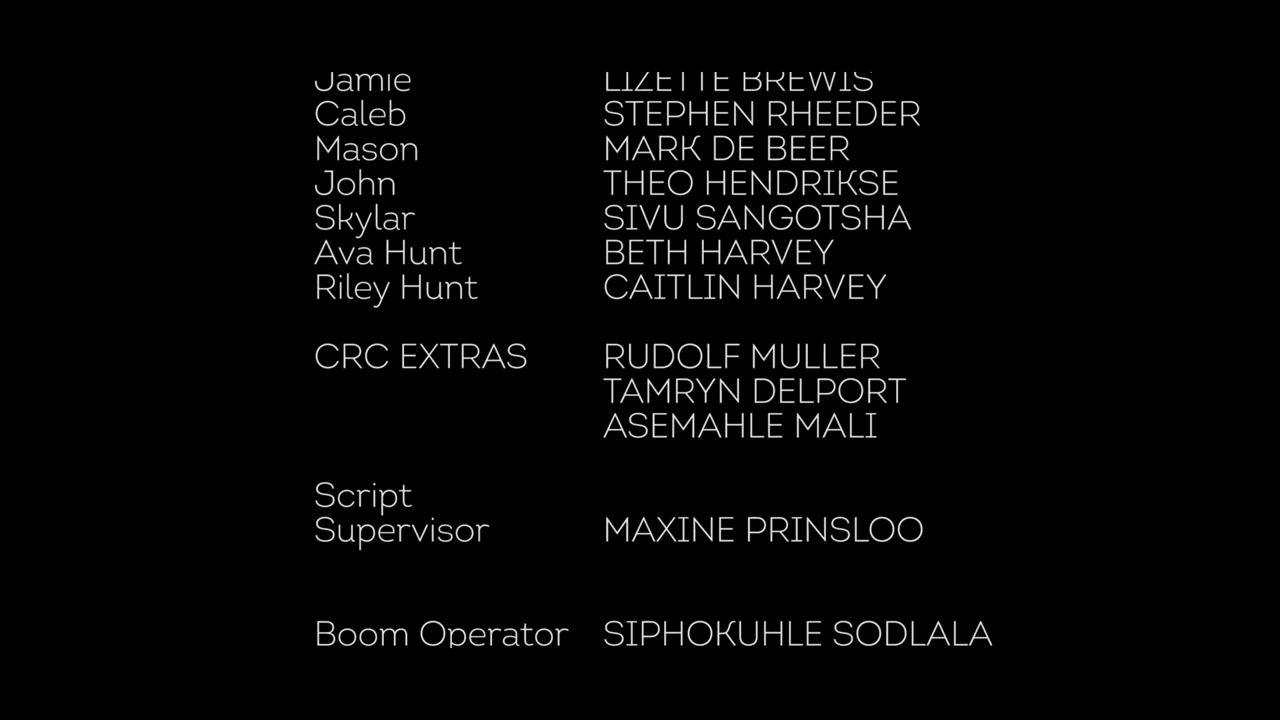 Jamie LIZETTE BREWIS
Caleb STEPHEN RHEEDER
Mason MARK DE BEER
John THEO HENDRIKSE
Skylar SIVU SANGOTSHA
Ava Hunt BETH HARVEY
Riley Hunt CAITLIN HARVEY
CRC EXTRAS RUDOLF MULLER
TAMRYN DELPORT
ASEMAHLE MALI
Script
Supervisor MAXINE PRINSLOO
Boom Operator SIPHOKUHLE SODLALA